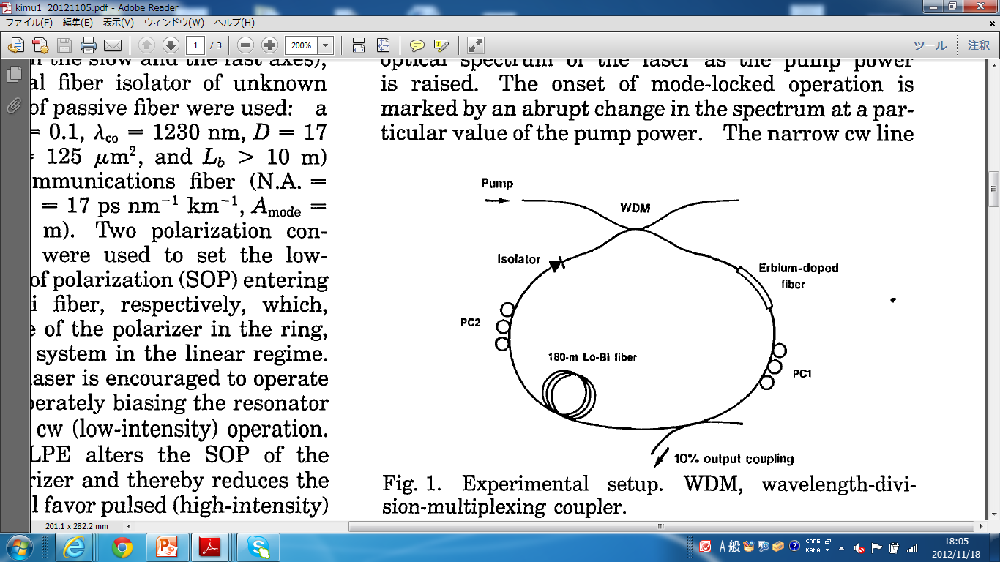 kimu1_20121105.pdf - Adobe Reader
ファイル(F) 編集(E) 表示(V) ウィンドウ(W) ヘルプ(H)
1 / 3 200% ツール 注釈
n the slow and the fast axes),
al fiber isolator of unknown
of passive fiber were used: a
= 0.1, λco = 1230 nm, D = 17
= 125 μm², and Lb > 10 m)
mmunications fiber (N.A. =
= 17 ps nm⁻¹ km⁻¹, Amode =
m). Two polarization con-
were used to set the low-
of polarization (SOP) entering
i fiber, respectively, which,
e of the polarizer in the ring,
system in the linear regime.
laser is encouraged to operate
perately biasing the resonator
cw (low-intensity) operation.
LPE alters the SOP of the
rizer and thereby reduces the
l favor pulsed (high-intensity)
optical spectrum of the laser as the pump power
is raised. The onset of mode-locked operation is
marked by an abrupt change in the spectrum at a par-
ticular value of the pump power. The narrow cw line
Pump
WDM
Isolator
Erbium-doped
fiber
PC2
180-m Lo-Bi fiber
PC1
10% output coupling
Fig. 1. Experimental setup. WDM, wavelength-divi-
sion-multiplexing coupler.
201.1 x 282.2 mm
A 般 CAPS KANA
18:05
2012/11/18